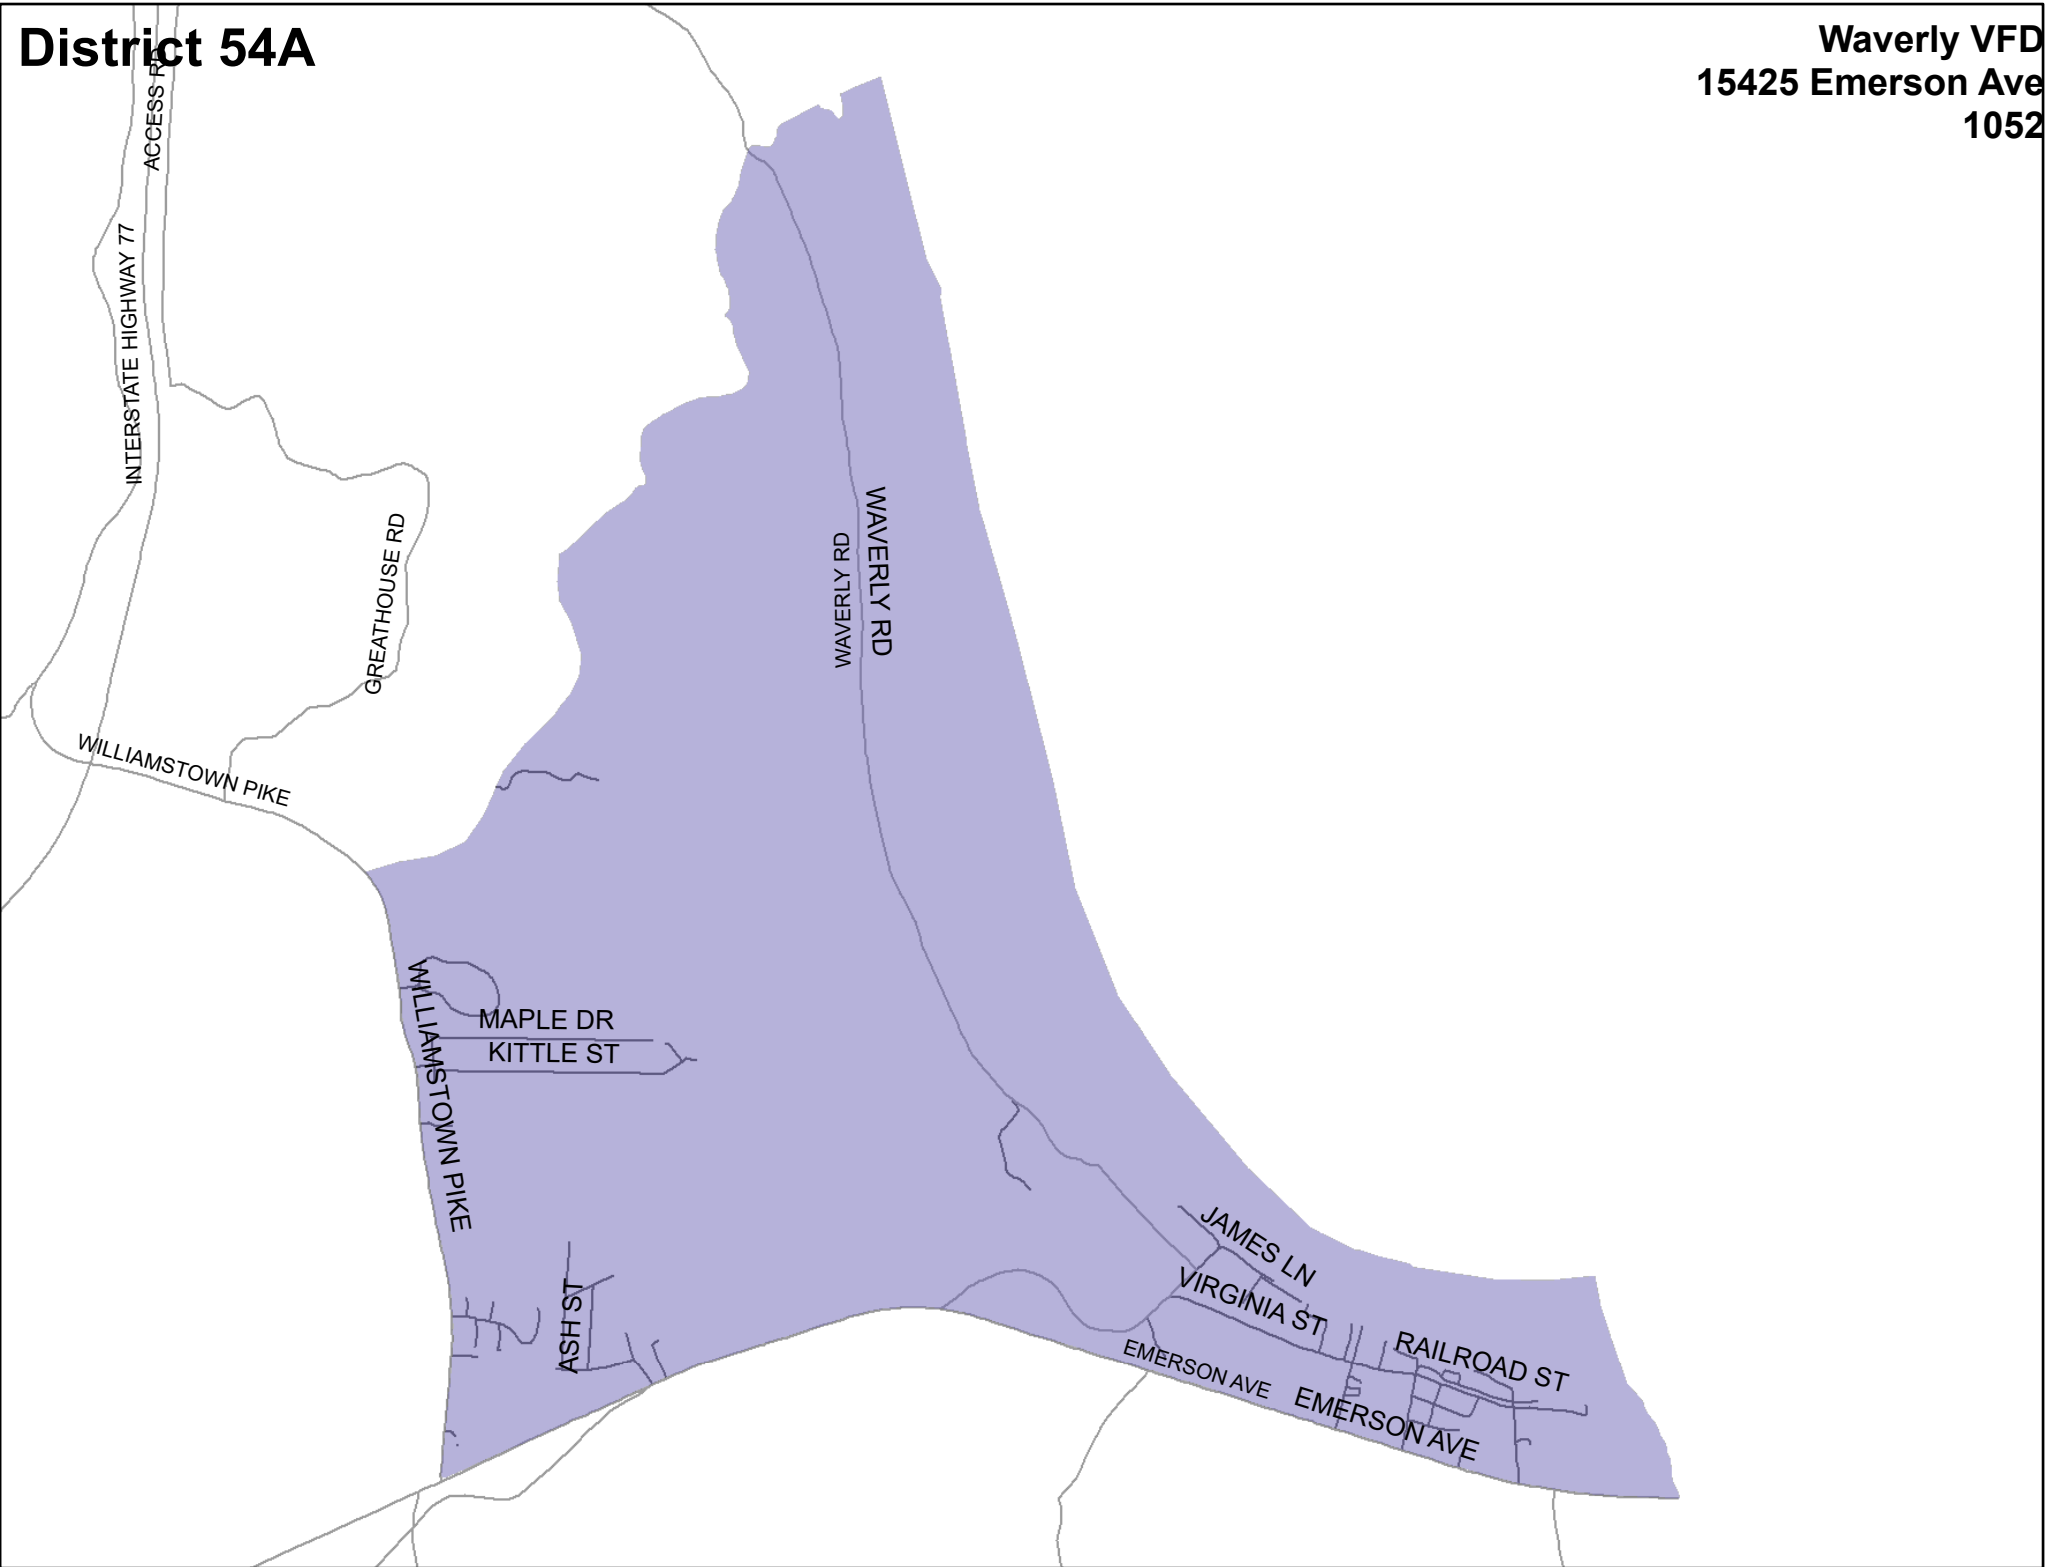 District 54A
Waverly VFD
15425 Emerson Ave
1052
ACCESS RD
INTERSTATE HIGHWAY 77
GREATHOUSE RD
WAVERLY RD
WAVERLY RD
WILLIAMSTOWN PIKE
WILLIAMSTOWN PIKE
MAPLE DR
KITTLE ST
JAMES LN
VIRGINIA ST
ASH ST
RAILROAD ST
EMERSON AVE
EMERSON AVE